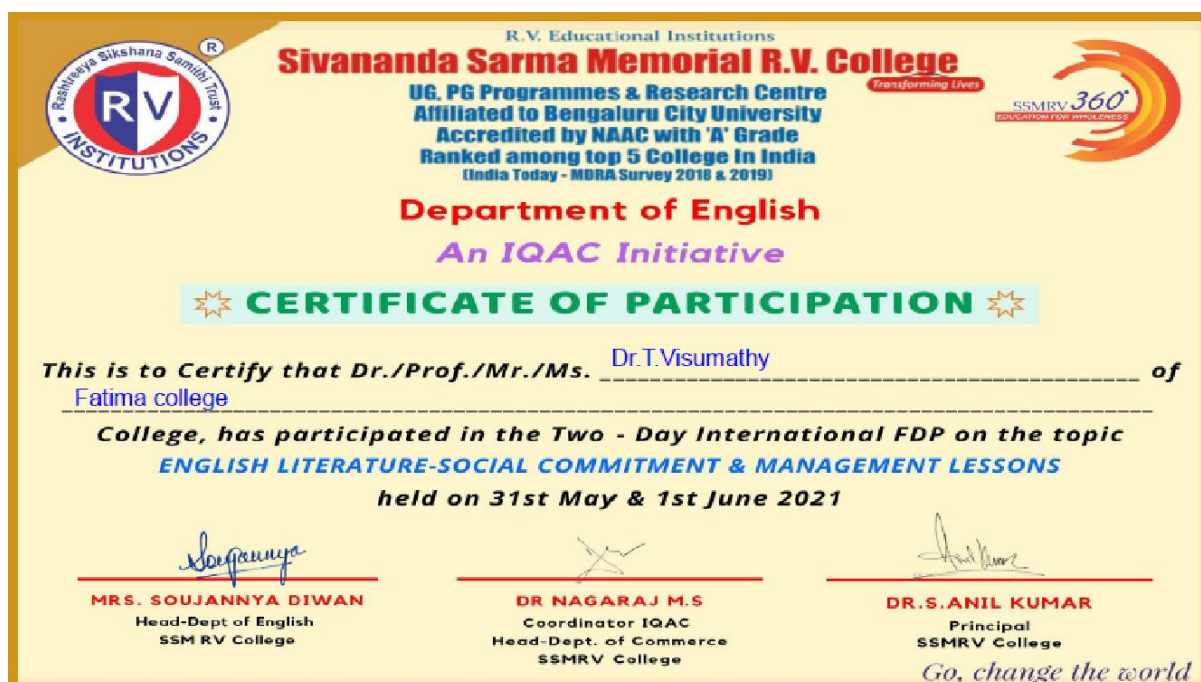 Rashtreeya Sikshana Samithi Trust
®
RV
• INSTITUTIONS •
R.V. Educational Institutions
Sivananda Sarma Memorial R.V. College
Transforming Lives
UG, PG Programmes & Research Centre
Affiliated to Bengaluru City University
Accredited by NAAC with 'A' Grade
Ranked among top 5 College In India
(India Today - MDRA Survey 2018 & 2019)
SSMRV 360°
EDUCATION FOR WHOLENESS
Department of English
An IQAC Initiative
CERTIFICATE OF PARTICIPATION
This is to Certify that Dr./Prof./Mr./Ms. Dr.T.Visumathy of
Fatima college
College, has participated in the Two - Day International FDP on the topic
ENGLISH LITERATURE-SOCIAL COMMITMENT & MANAGEMENT LESSONS
held on 31st May & 1st June 2021
Soujannya
Anil Kumar
MRS. SOUJANNYA DIWAN
Head-Dept of English
SSM RV College
DR NAGARAJ M.S
Coordinator IQAC
Head-Dept. of Commerce
SSMRV College
DR.S.ANIL KUMAR
Principal
SSMRV College
Go, change the world